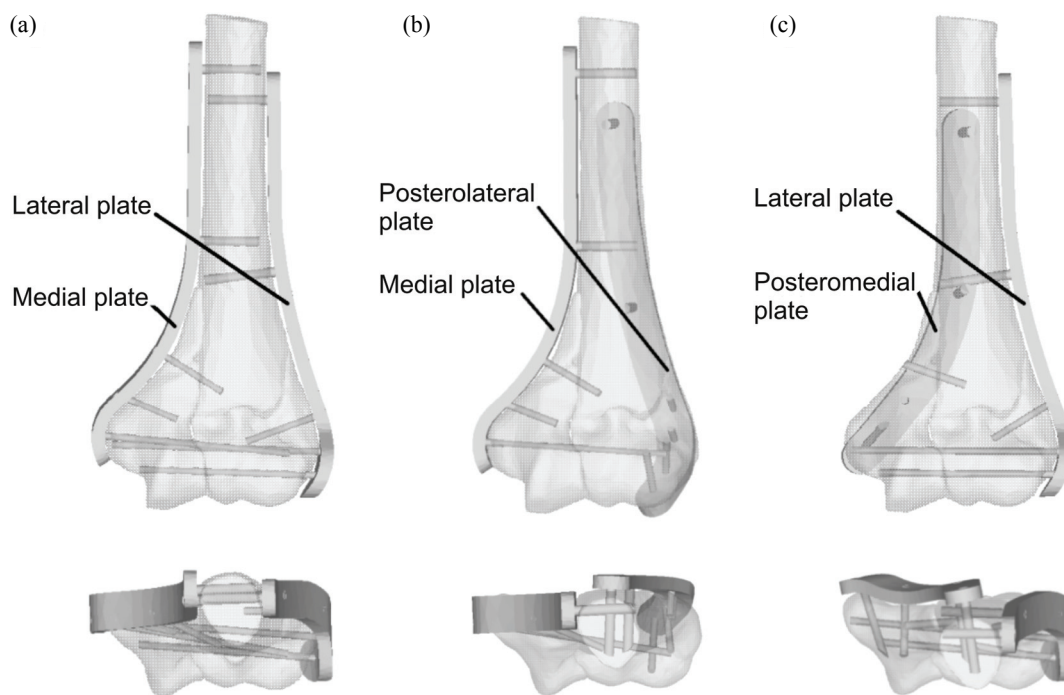 (a)
Lateral plate
Medial plate
(b)
Posterolateral
plate
Medial plate
(c)
Lateral plate
Posteromedial
plate